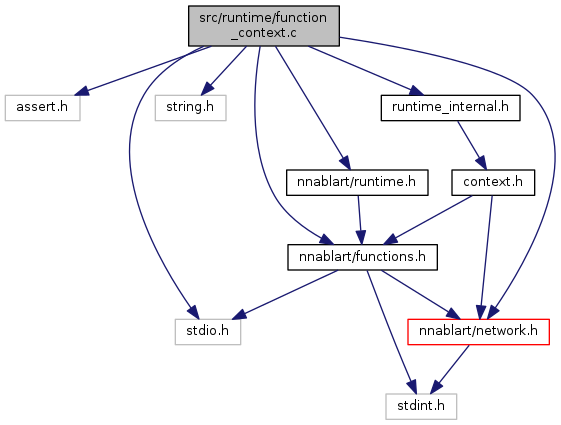 src/runtime/function
_context.c
assert.h
string.h
runtime_internal.h
nnablart/runtime.h
context.h
nnablart/functions.h
stdio.h
nnablart/network.h
stdint.h